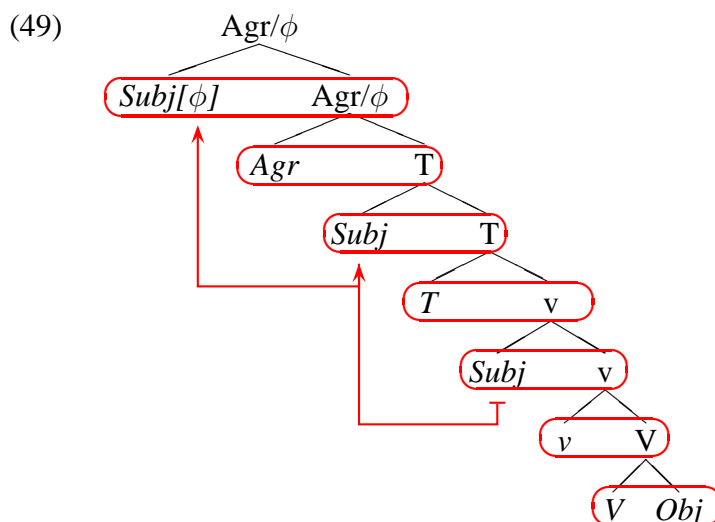 (49) Agr/ϕ
Subj[ϕ] Agr/ϕ
Agr T
Subj T
T v
Subj v
v V
V Obj